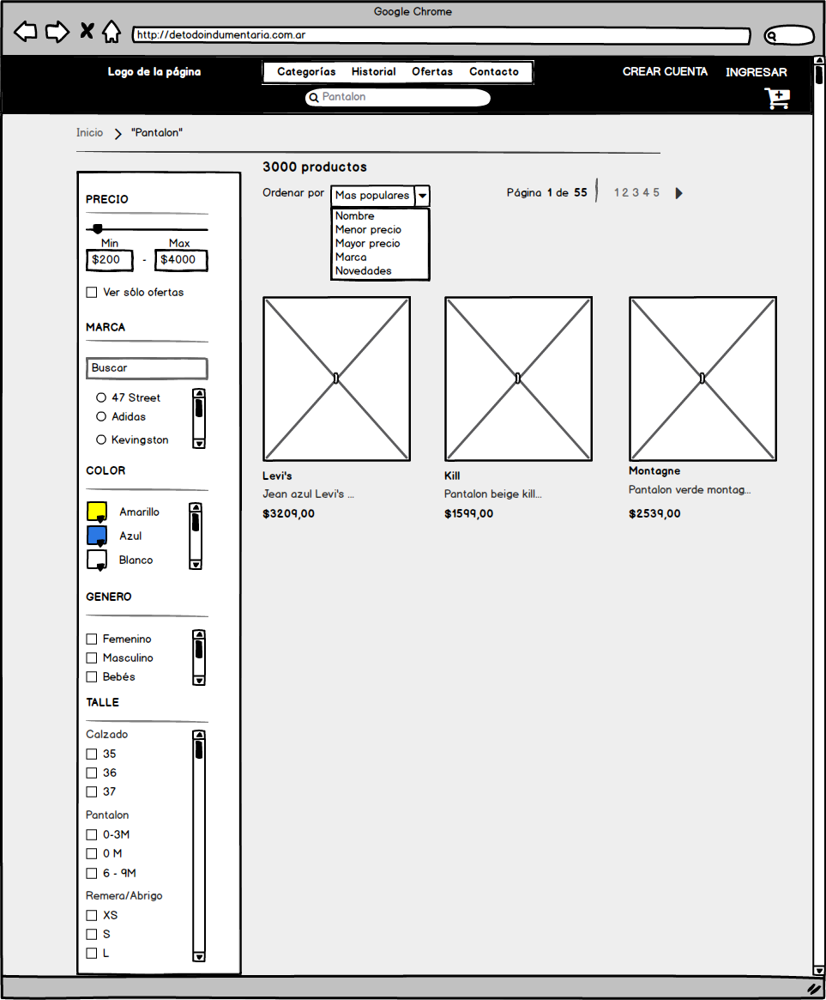 Google Chrome
http://detodoindumentaria.com.ar
Logo de la página
Categorías Historial Ofertas Contacto
CREAR CUENTA INGRESAR
Pantalon
Inicio "Pantalon"
3000 productos
Ordenar por Mas populares
Nombre
Menor precio
Mayor precio
Marca
Novedades
Página 1 de 55 1 2 3 4 5
PRECIO
Min Max
$200 - $4000
Ver sólo ofertas
MARCA
Buscar
47 Street
Adidas
Kevingston
COLOR
Amarillo
Azul
Blanco
GENERO
Femenino
Masculino
Bebés
TALLE
Calzado
35
36
37
Pantalon
0-3M
0 M
6 - 9M
Remera/Abrigo
XS
S
L
Levi's
Jean azul Levi's ...
$3209,00
Kill
Pantalon beige kill...
$1599,00
Montagne
Pantalon verde montag...
$2539,00